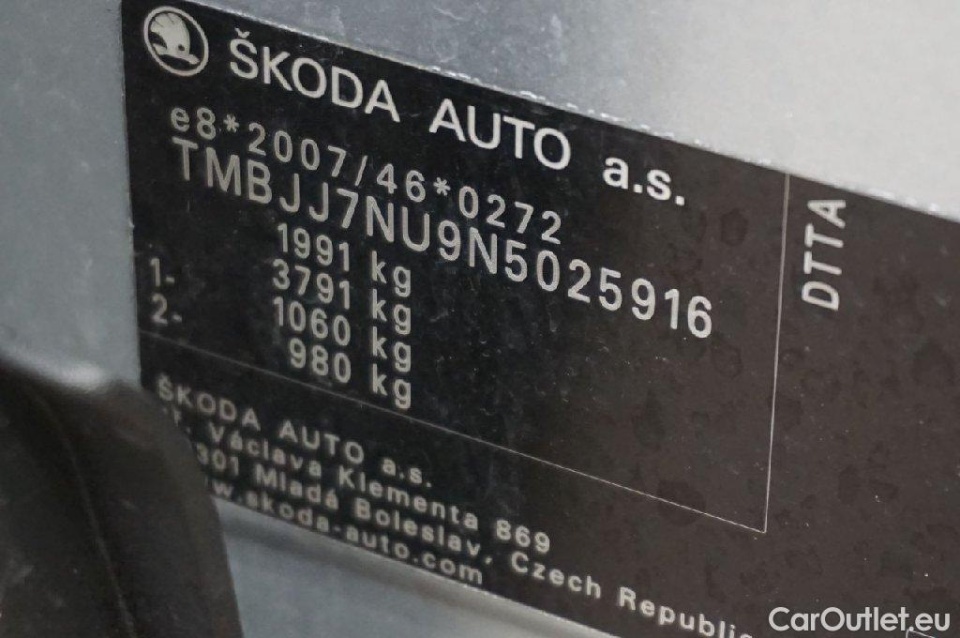 ŠKODA AUTO a.s.
e8*2007/46*0272
TMBJJ7NU9N5025916
1991 kg
3791 kg
1- 1060 kg
2- 980 kg
DTTA
ŠKODA AUTO a.s.
Václava Klementa 869
301 Mladá Boleslav, Czech Republic
www.skoda-auto.com
CarOutlet.eu